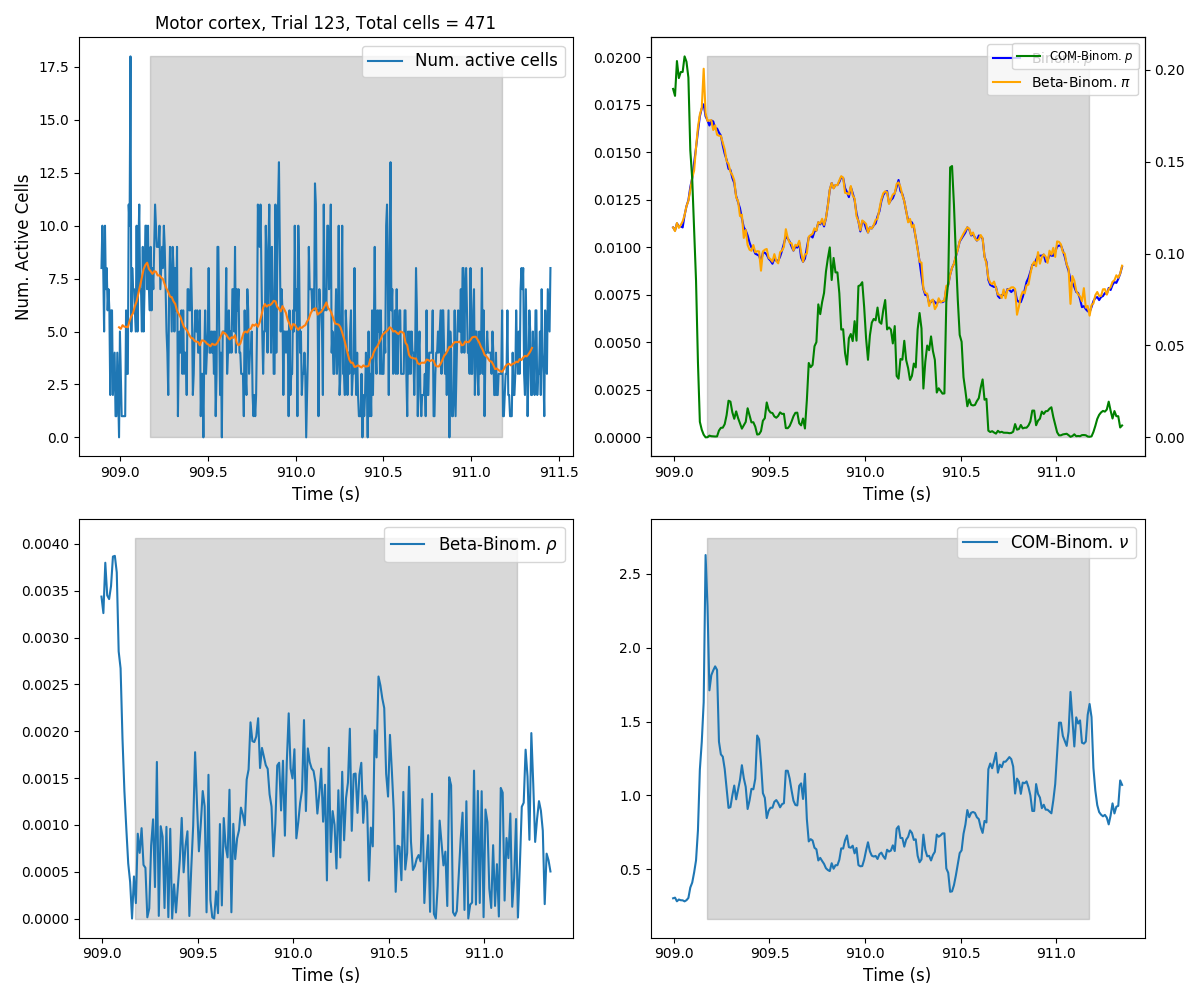 Motor cortex, Trial 123, Total cells = 471
Num. Active Cells
17.5
15.0
12.5
10.0
7.5
5.0
2.5
0.0
Num. active cells
909.0 909.5 910.0 910.5 911.0 911.5
Time (s)
0.0200
0.0175
0.0150
0.0125
0.0100
0.0075
0.0050
0.0025
0.0000
COM-Binom. p
Beta-Binom. π
0.20
0.15
0.10
0.05
0.00
909.0 909.5 910.0 910.5 911.0
Time (s)
0.0040
0.0035
0.0030
0.0025
0.0020
0.0015
0.0010
0.0005
0.0000
Beta-Binom. ρ
909.0 909.5 910.0 910.5 911.0
Time (s)
2.5
2.0
1.5
1.0
0.5
COM-Binom. ν
909.0 909.5 910.0 910.5 911.0
Time (s)